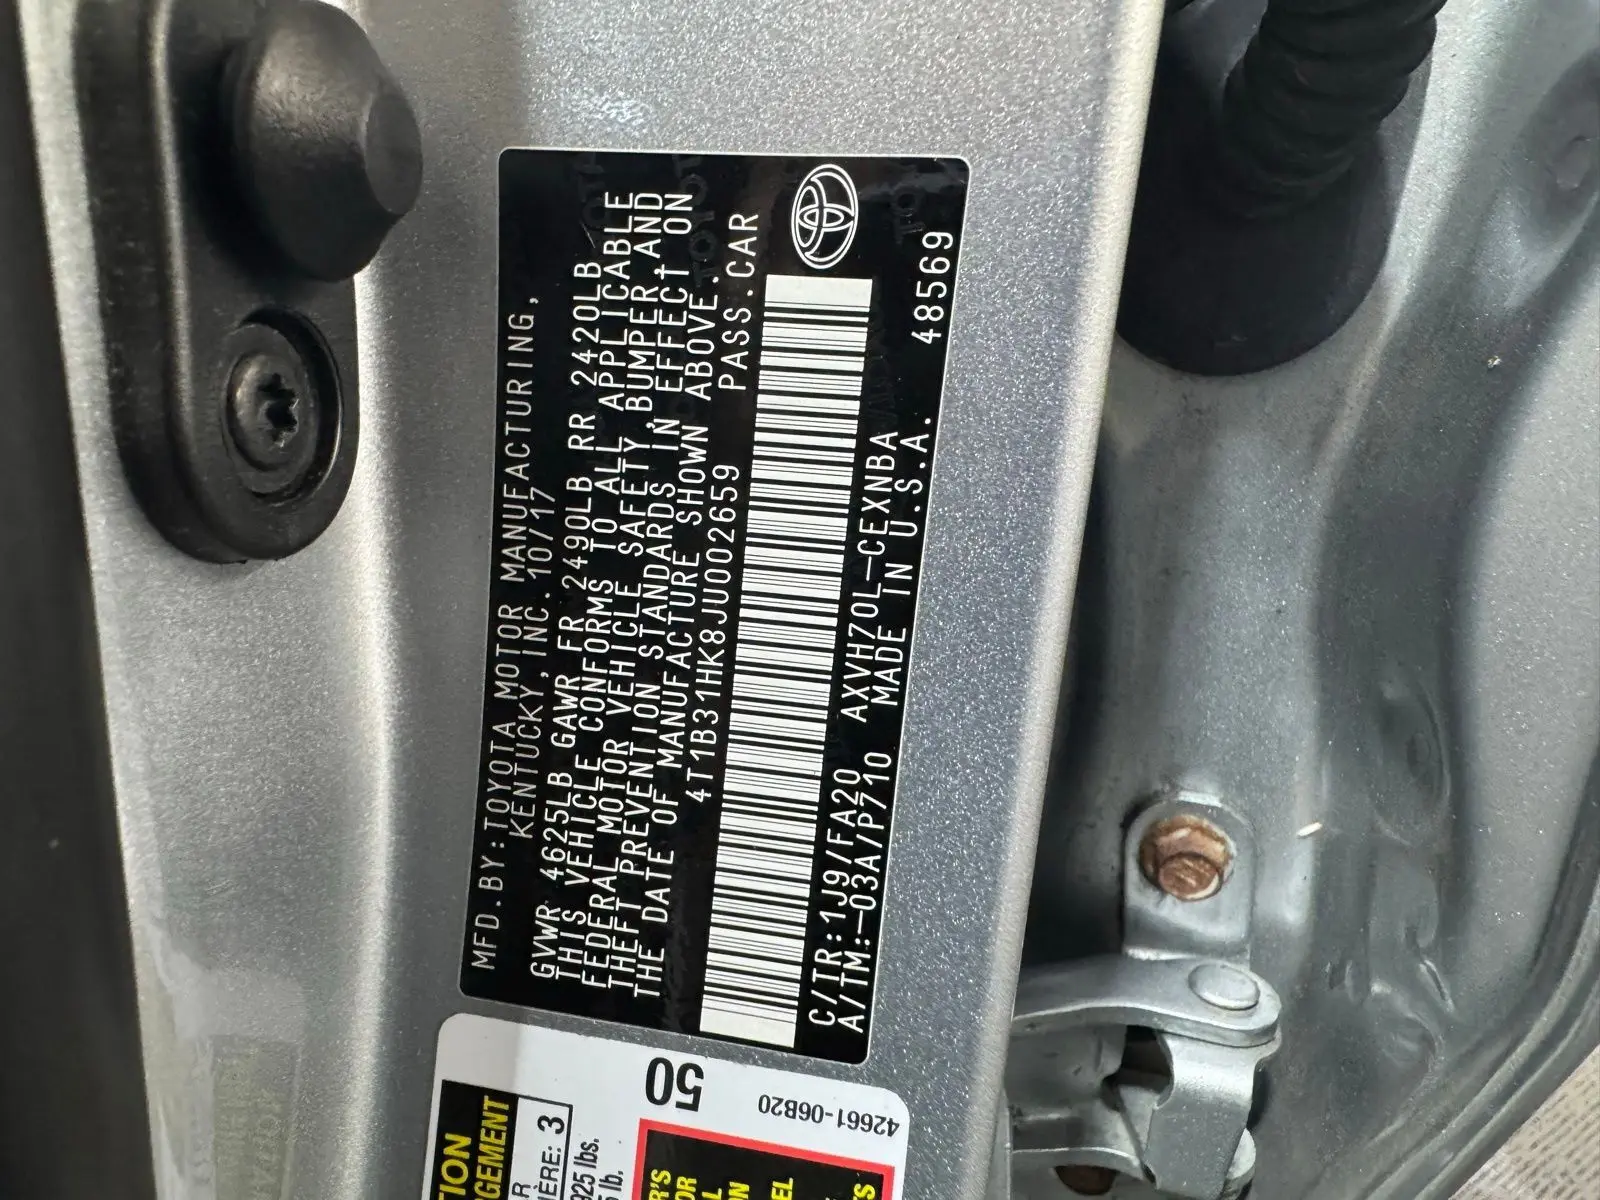 MFD.BY:TOYOTA MOTOR MANUFACTURING,
KENTUCKY, INC.10/17
GVWR 4625LB GAWR FR 2490LB RR 2420LB
THIS VEHICLE CONFORMS TO ALL APPLICABLE
FEDERAL MOTOR VEHICLE SAFETY,BUMPER,AND
THEFT PREVENTION STANDARDS IN EFFECT ON
THE DATE OF MANUFACTURE SHOWN ABOVE.
4T1B31HK8JU002659 PASS.CAR
C/TR:1J9/FA20 AXVH70L-CEXNBA
A/TM:-03A/P710 MADE IN U.S.A. 48569
50
42661-06B20